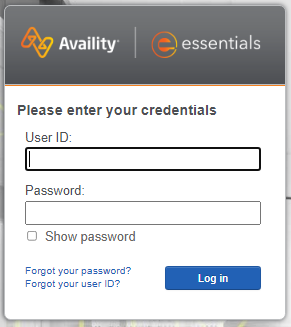 Availity essentials
Please enter your credentials
User ID:
Password:
Show password
Forgot your password?
Forgot your user ID?
Log in